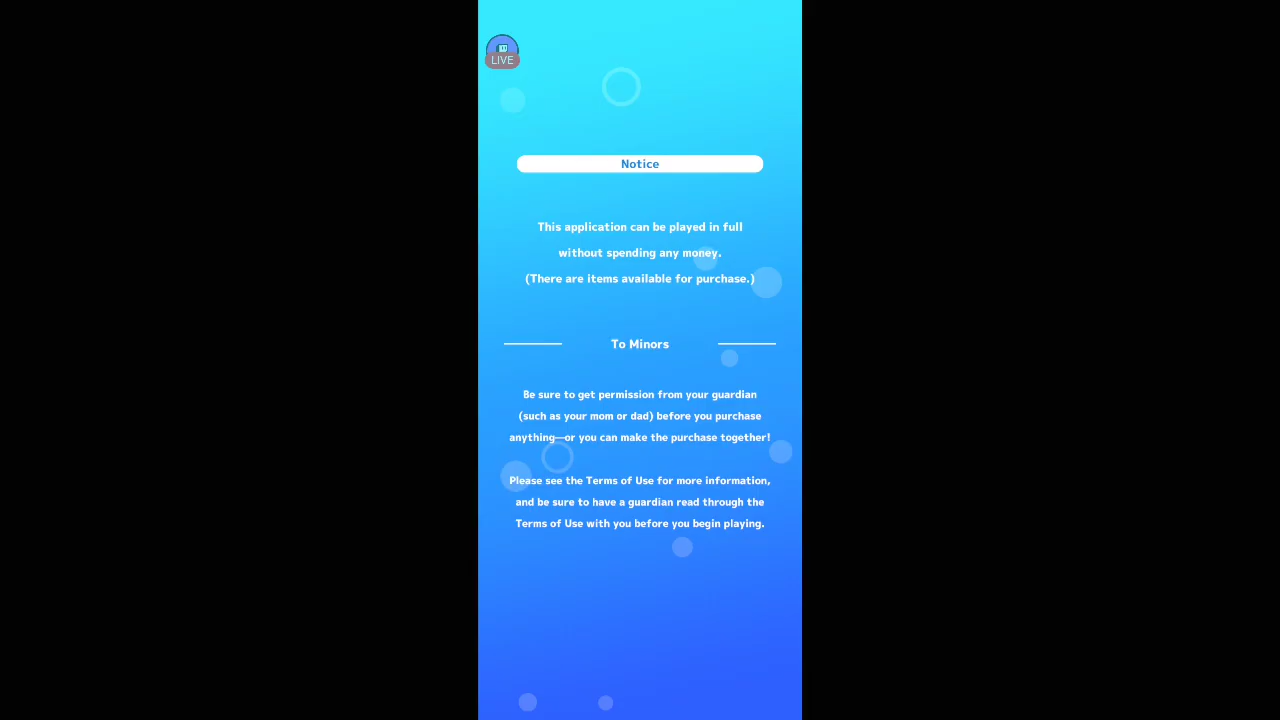 LIVE
Notice
This application can be played in full
without spending any money.
(There are items available for purchase.)
To Minors
Be sure to get permission from your guardian
(such as your mom or dad) before you purchase
anything—or you can make the purchase together!
Please see the Terms of Use for more information,
and be sure to have a guardian read through the
Terms of Use with you before you begin playing.